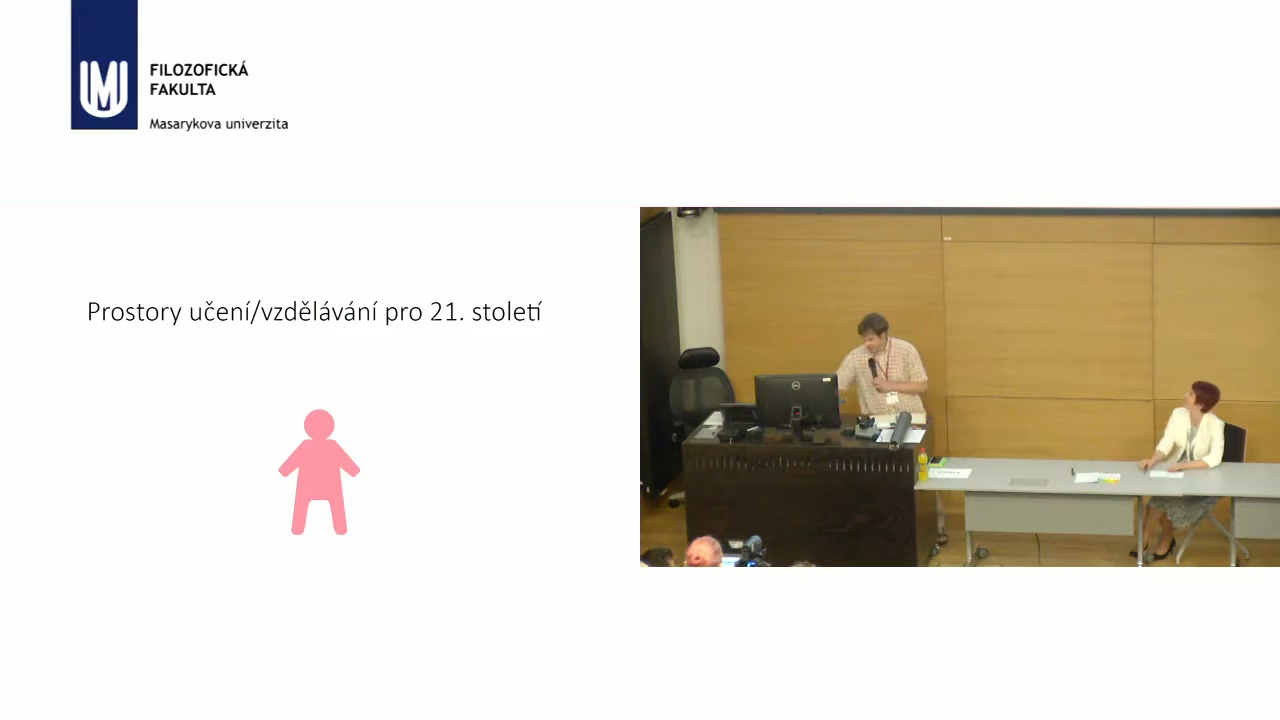 FILOZOFICKÁ
FAKULTA
Masarykova univerzita
Prostory učení/vzdělávání pro 21. století